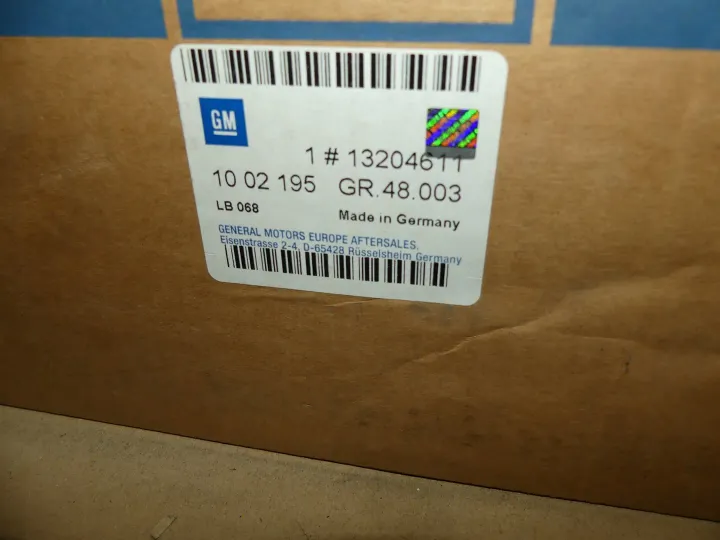 GM
1 # 13204611
10 02 195 GR.48.003
LB 068 Made in Germany
GENERAL MOTORS EUROPE AFTERSALES,
Eisenstrasse 2-4, D-65428 Rüsselsheim Germany